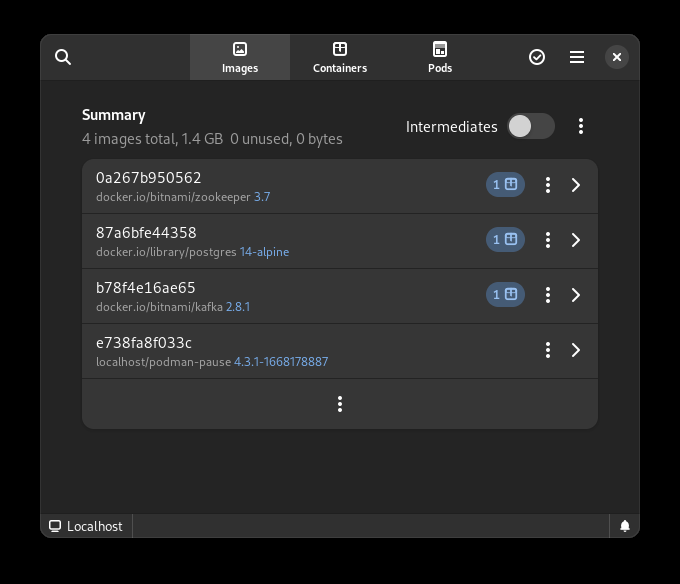 Images
Containers
Pods
Summary
4 images total, 1.4 GB  0 unused, 0 bytes
Intermediates
0a267b950562
docker.io/bitnami/zookeeper 3.7
1
87a6bfe44358
docker.io/library/postgres 14-alpine
1
b78f4e16ae65
docker.io/bitnami/kafka 2.8.1
1
e738fa8f033c
localhost/podman-pause 4.3.1-1668178887
Localhost